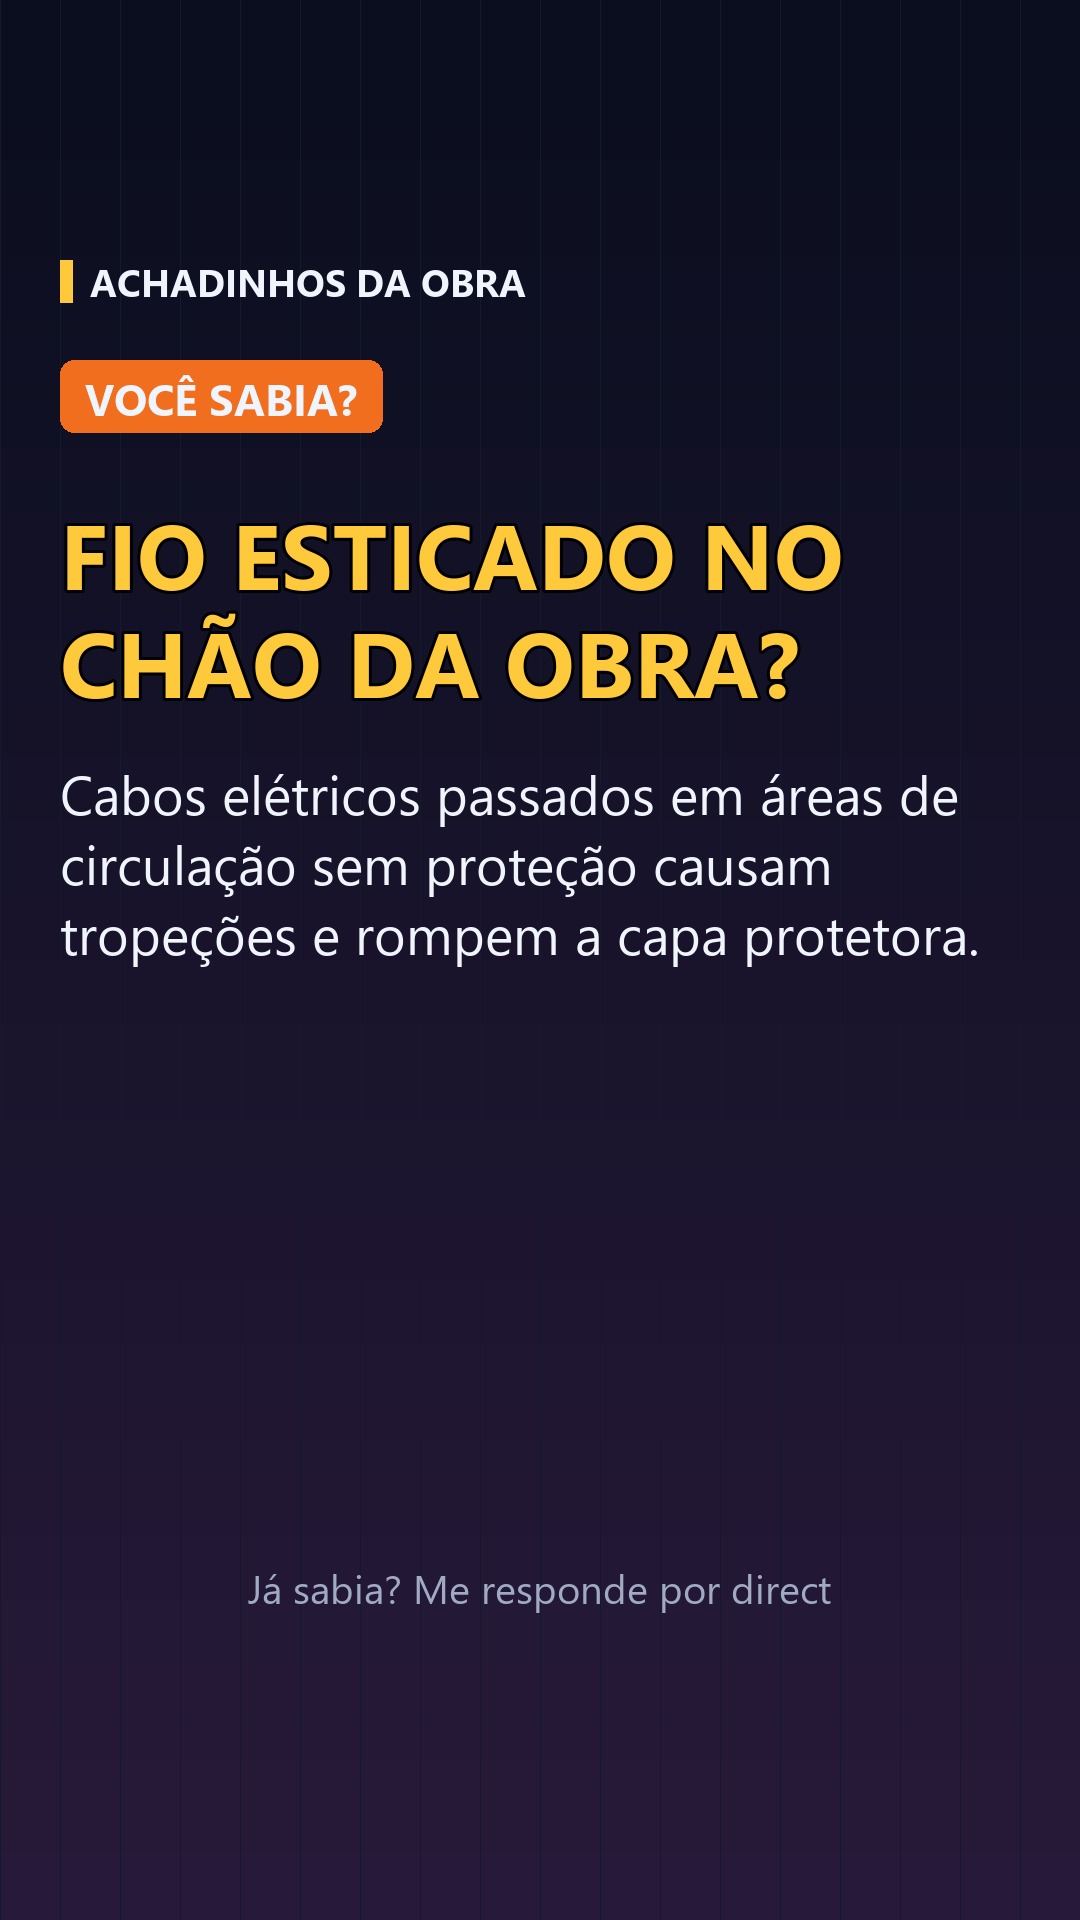 ACHADINHOS DA OBRA
VOCÊ SABIA?
FIO ESTICADO NO
CHÃO DA OBRA?
Cabos elétricos passados em áreas de
circulação sem proteção causam
tropeções e rompem a capa protetora.
Já sabia? Me responde por direct